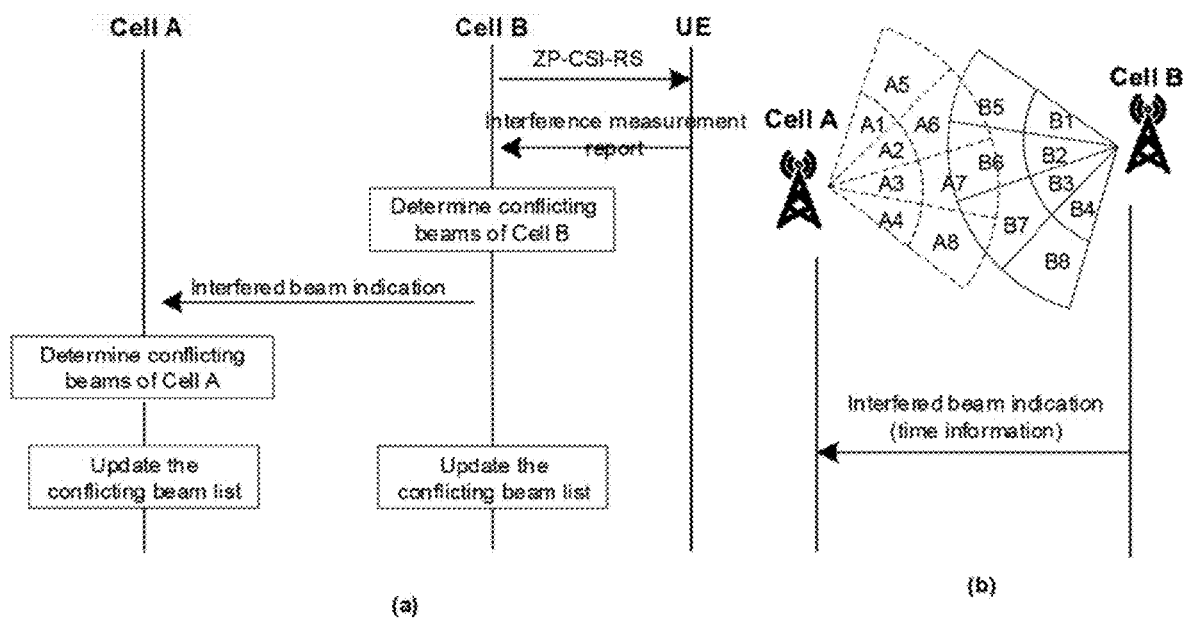 Cell A
Cell B
UE
ZP-CSI-RS
Interference measurement
report
Determine conflicting
beams of Cell B
Interfered beam indication
Determine conflicting
beams of Cell A
Update the
conflicting beam list
Update the
conflicting beam list
(a)
Cell A
Cell B
A5
A1
A6
A2
A3
A7
A4
A8
B5
B1
B2
B6
B3
B7
B4
B8
Interfered beam indication
(time information)
(b)